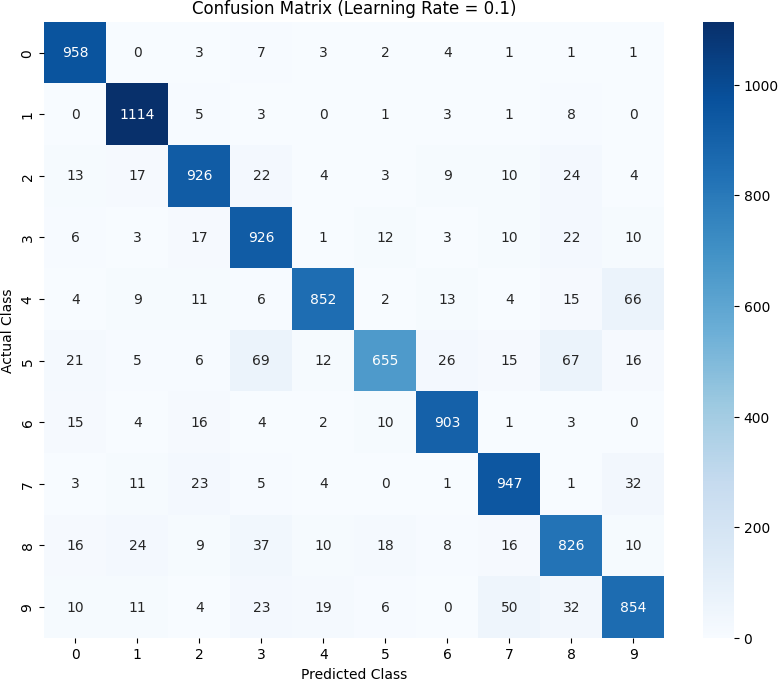 Confusion Matrix (Learning Rate = 0.1)
0 958 0 3 7 3 2 4 1 1 1
1 0 1114 5 3 0 1 3 1 8 0
2 13 17 926 22 4 3 9 10 24 4
3 6 3 17 926 1 12 3 10 22 10
4 4 9 11 6 852 2 13 4 15 66
5 21 5 6 69 12 655 26 15 67 16
6 15 4 16 4 2 10 903 1 3 0
7 3 11 23 5 4 0 1 947 1 32
8 16 24 9 37 10 18 8 16 826 10
9 10 11 4 23 19 6 0 50 32 854
0 1 2 3 4 5 6 7 8 9
Predicted Class
Actual Class
1000
800
600
400
200
0